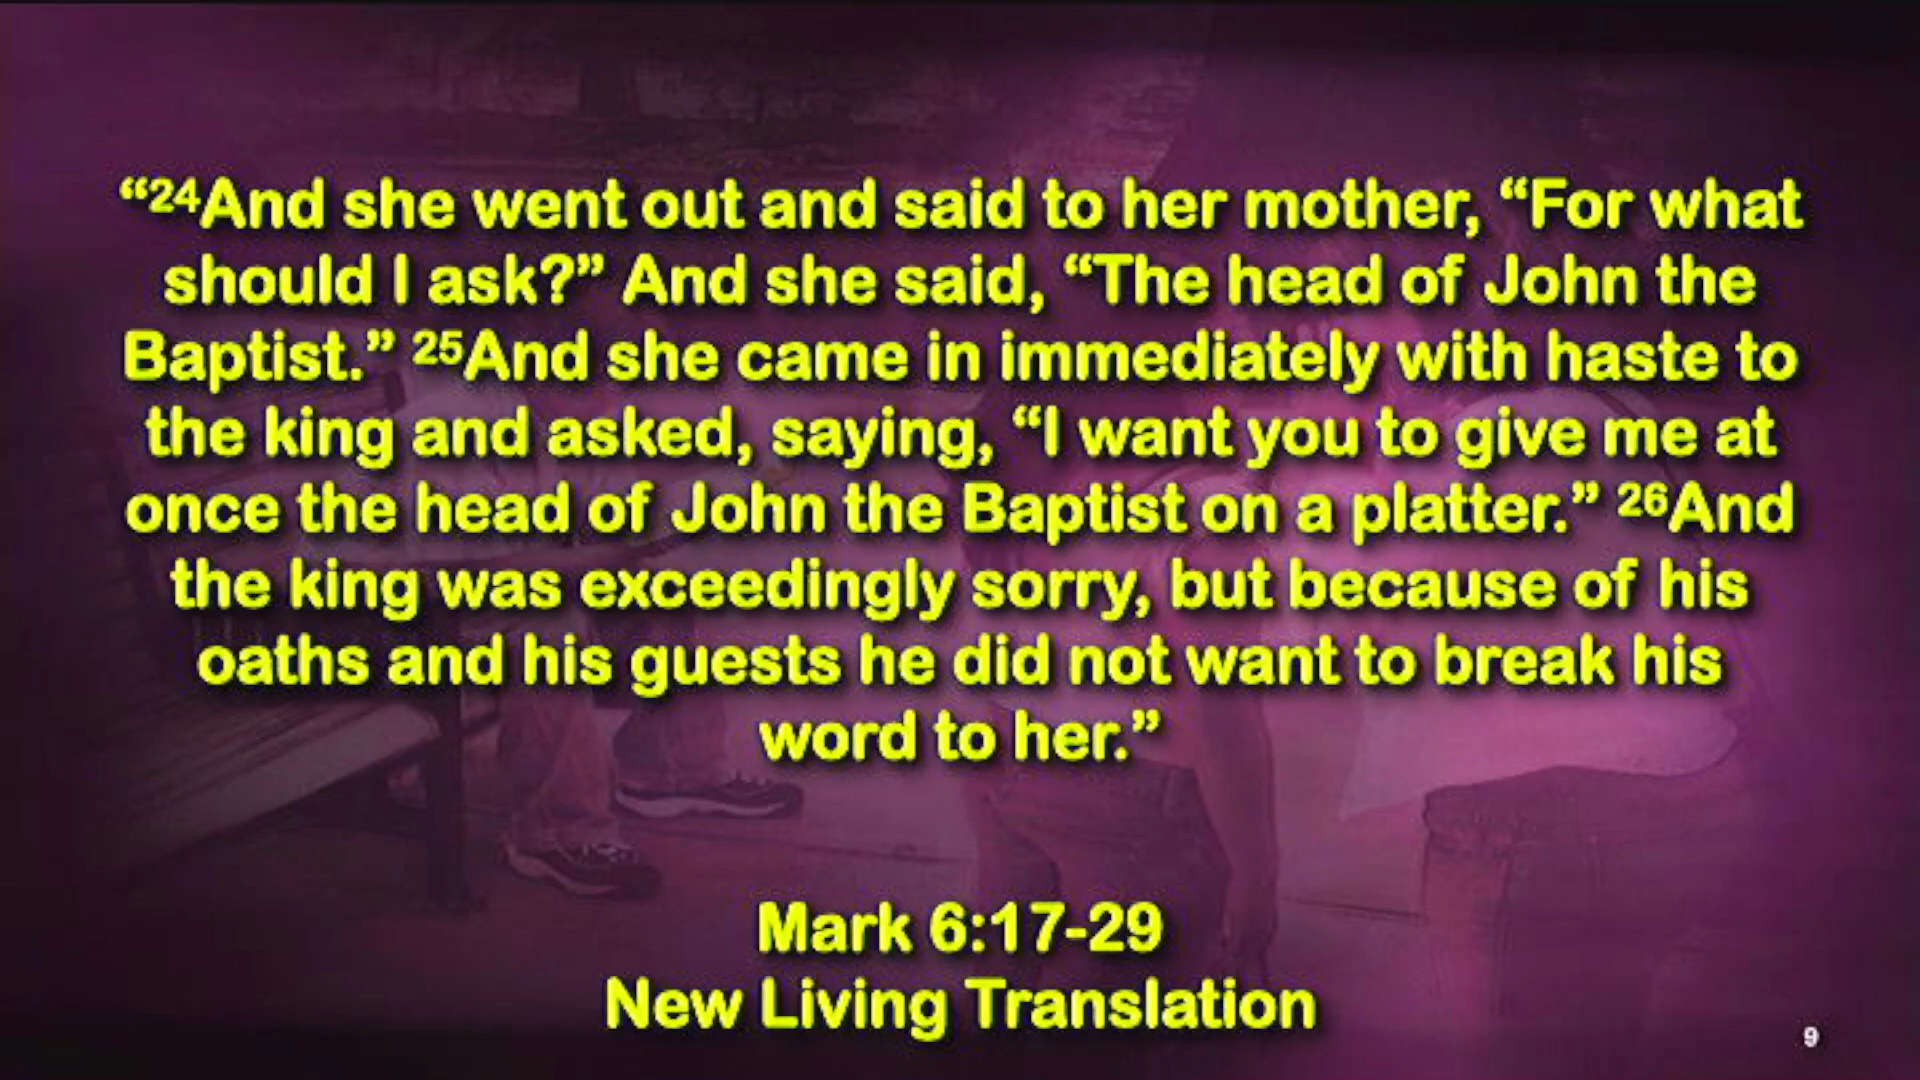 “24And she went out and said to her mother, “For what
should I ask?” And she said, “The head of John the
Baptist.” 25And she came in immediately with haste to
the king and asked, saying, “I want you to give me at
once the head of John the Baptist on a platter.” 26And
the king was exceedingly sorry, but because of his
oaths and his guests he did not want to break his
word to her.”
Mark 6:17-29
New Living Translation
9